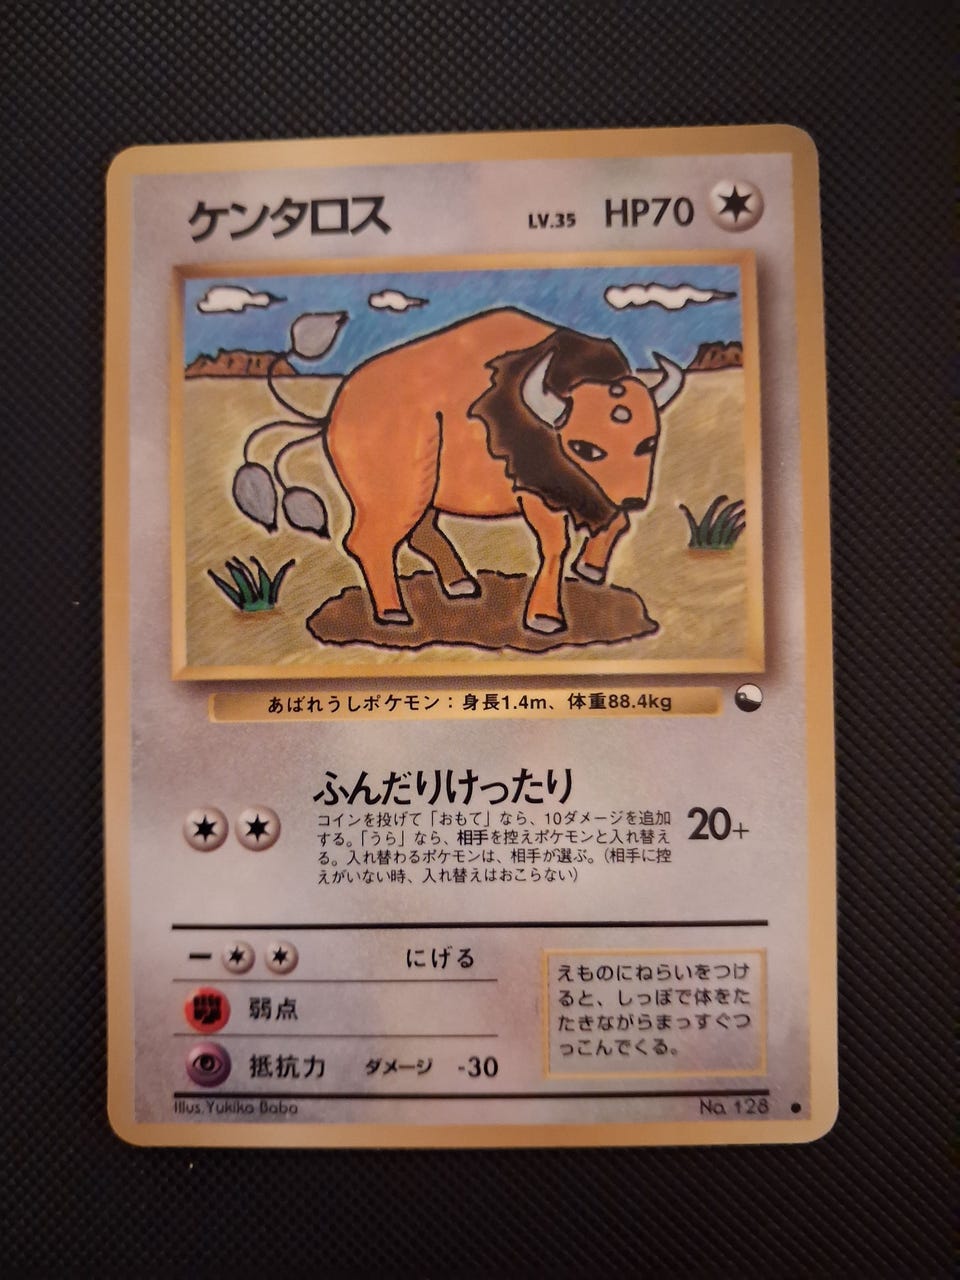 ケンタロス LV.35 HP70
あばれうしポケモン：身長1.4m、体重88.4kg
ふんだりけったり
コインを投げて「おもて」なら、10ダメージを追加
する。「うら」なら、相手を控えポケモンと入れ替え
る。入れ替わるポケモンは、相手が選ぶ。（相手に控
えがいない時、入れ替えはおこらない）
20+
ー にげる
弱点
抵抗力 ダメージ -30
えものにねらいをつけ
ると、しっぽで体をた
たきながらまっすぐつ
っこんでくる。
Illus. Yukiko Baba
No. 128 ●